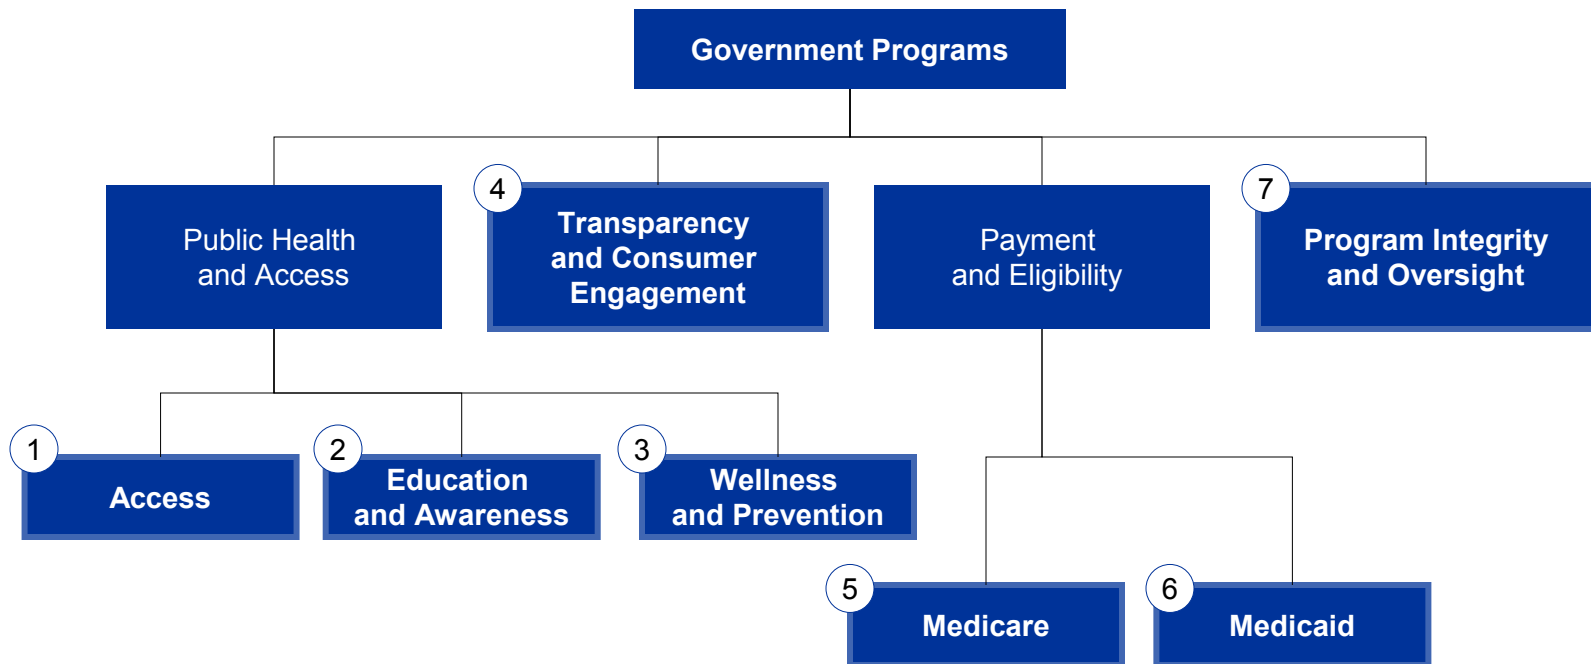 Government Programs
Public Health
and Access
4
Transparency
and Consumer
Engagement
Payment
and Eligibility
7
Program Integrity
and Oversight
1
Access
2
Education
and Awareness
3
Wellness
and Prevention
5
Medicare
6
Medicaid